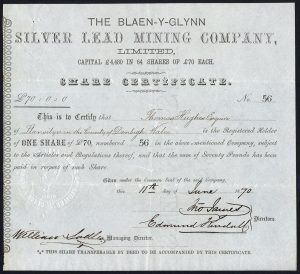 THE BLAEN-Y-GLYNN
SILVER LEAD MINING COMPANY,
LIMITED,
CAPITAL £4,480 IN 64 SHARES OF £70 EACH.
SHARE CERTIFICATE.
£70-0-0 No. 56
This is to Certify that Thomas Hughes Esquire
of in the County of Denbigh Wales is the Registered Holder
of ONE SHARE of £70, numbered 56 in the above mentioned Company, subject
to the Articles and Regulations thereof, and that the sum of Seventy Pounds has been
paid in respect of such Share
Given under the Common Seal of the said Company,
this 11th day of June 1870
Directors.
Edmund
Managing Director.
THIS SHARE TRANSFERABLE BY DEED TO BE ACCOMPANIED BY THIS CERTIFICATE.